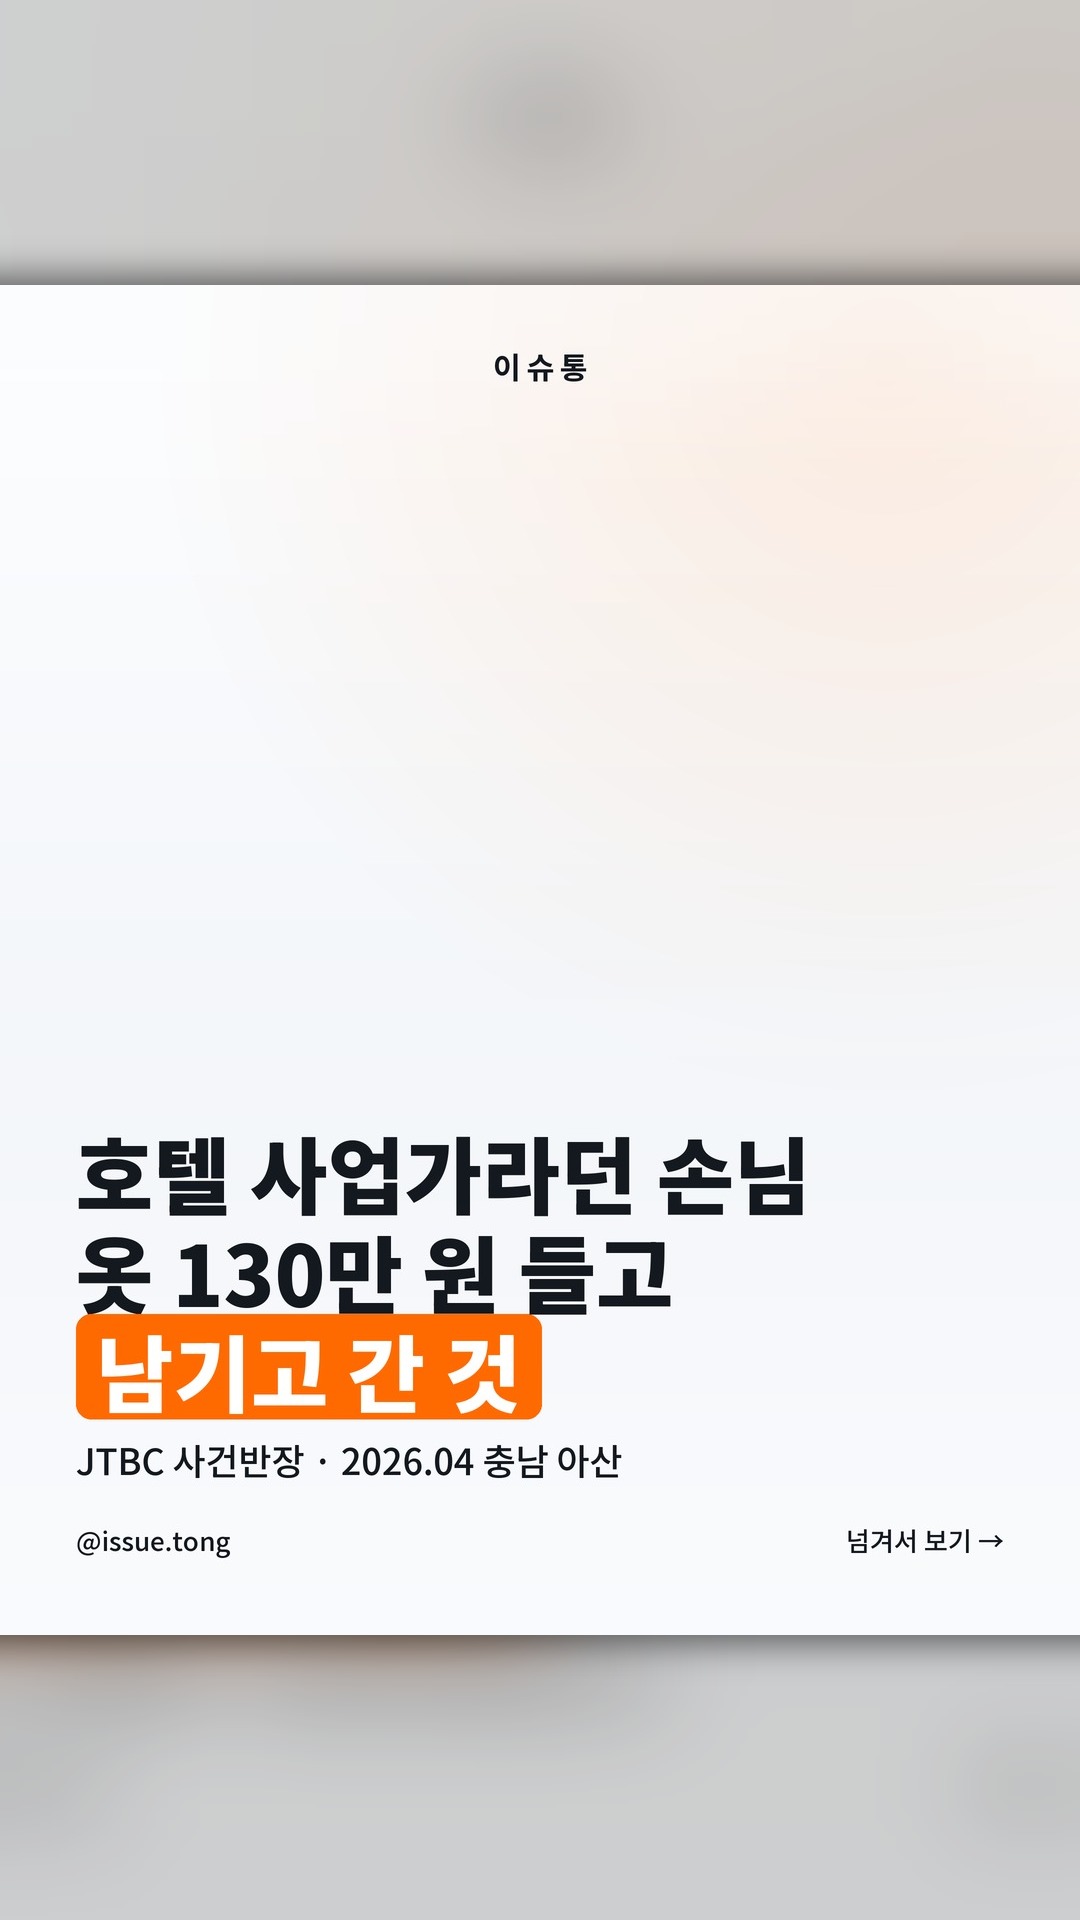 이슈통
호텔 사업가라던 손님
옷 130만 원 들고
남기고 간 것
JTBC 사건반장 · 2026.04 충남 아산
@issue.tong
넘겨서 보기 →